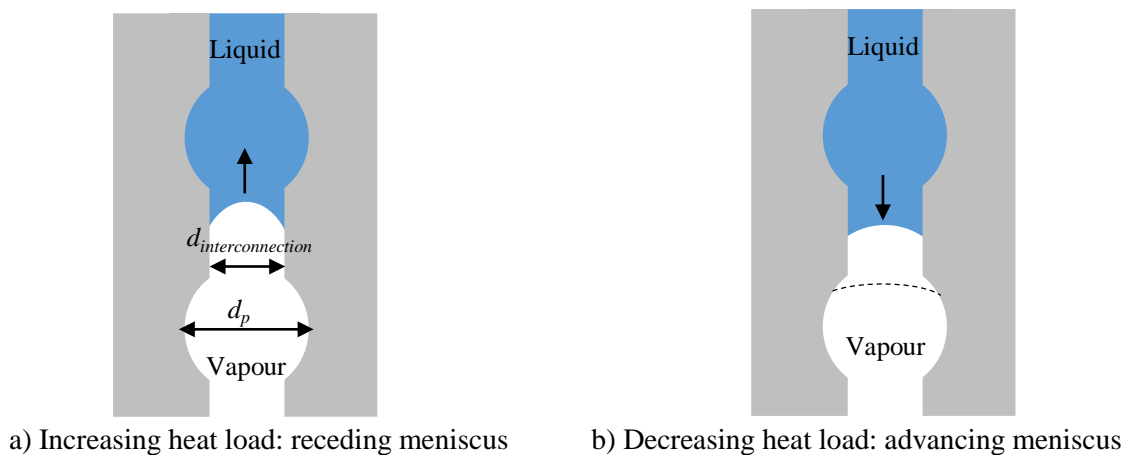 Liquid
d_interconnection
d_p
Vapour
a) Increasing heat load: receding meniscus
Liquid
Vapour
b) Decreasing heat load: advancing meniscus